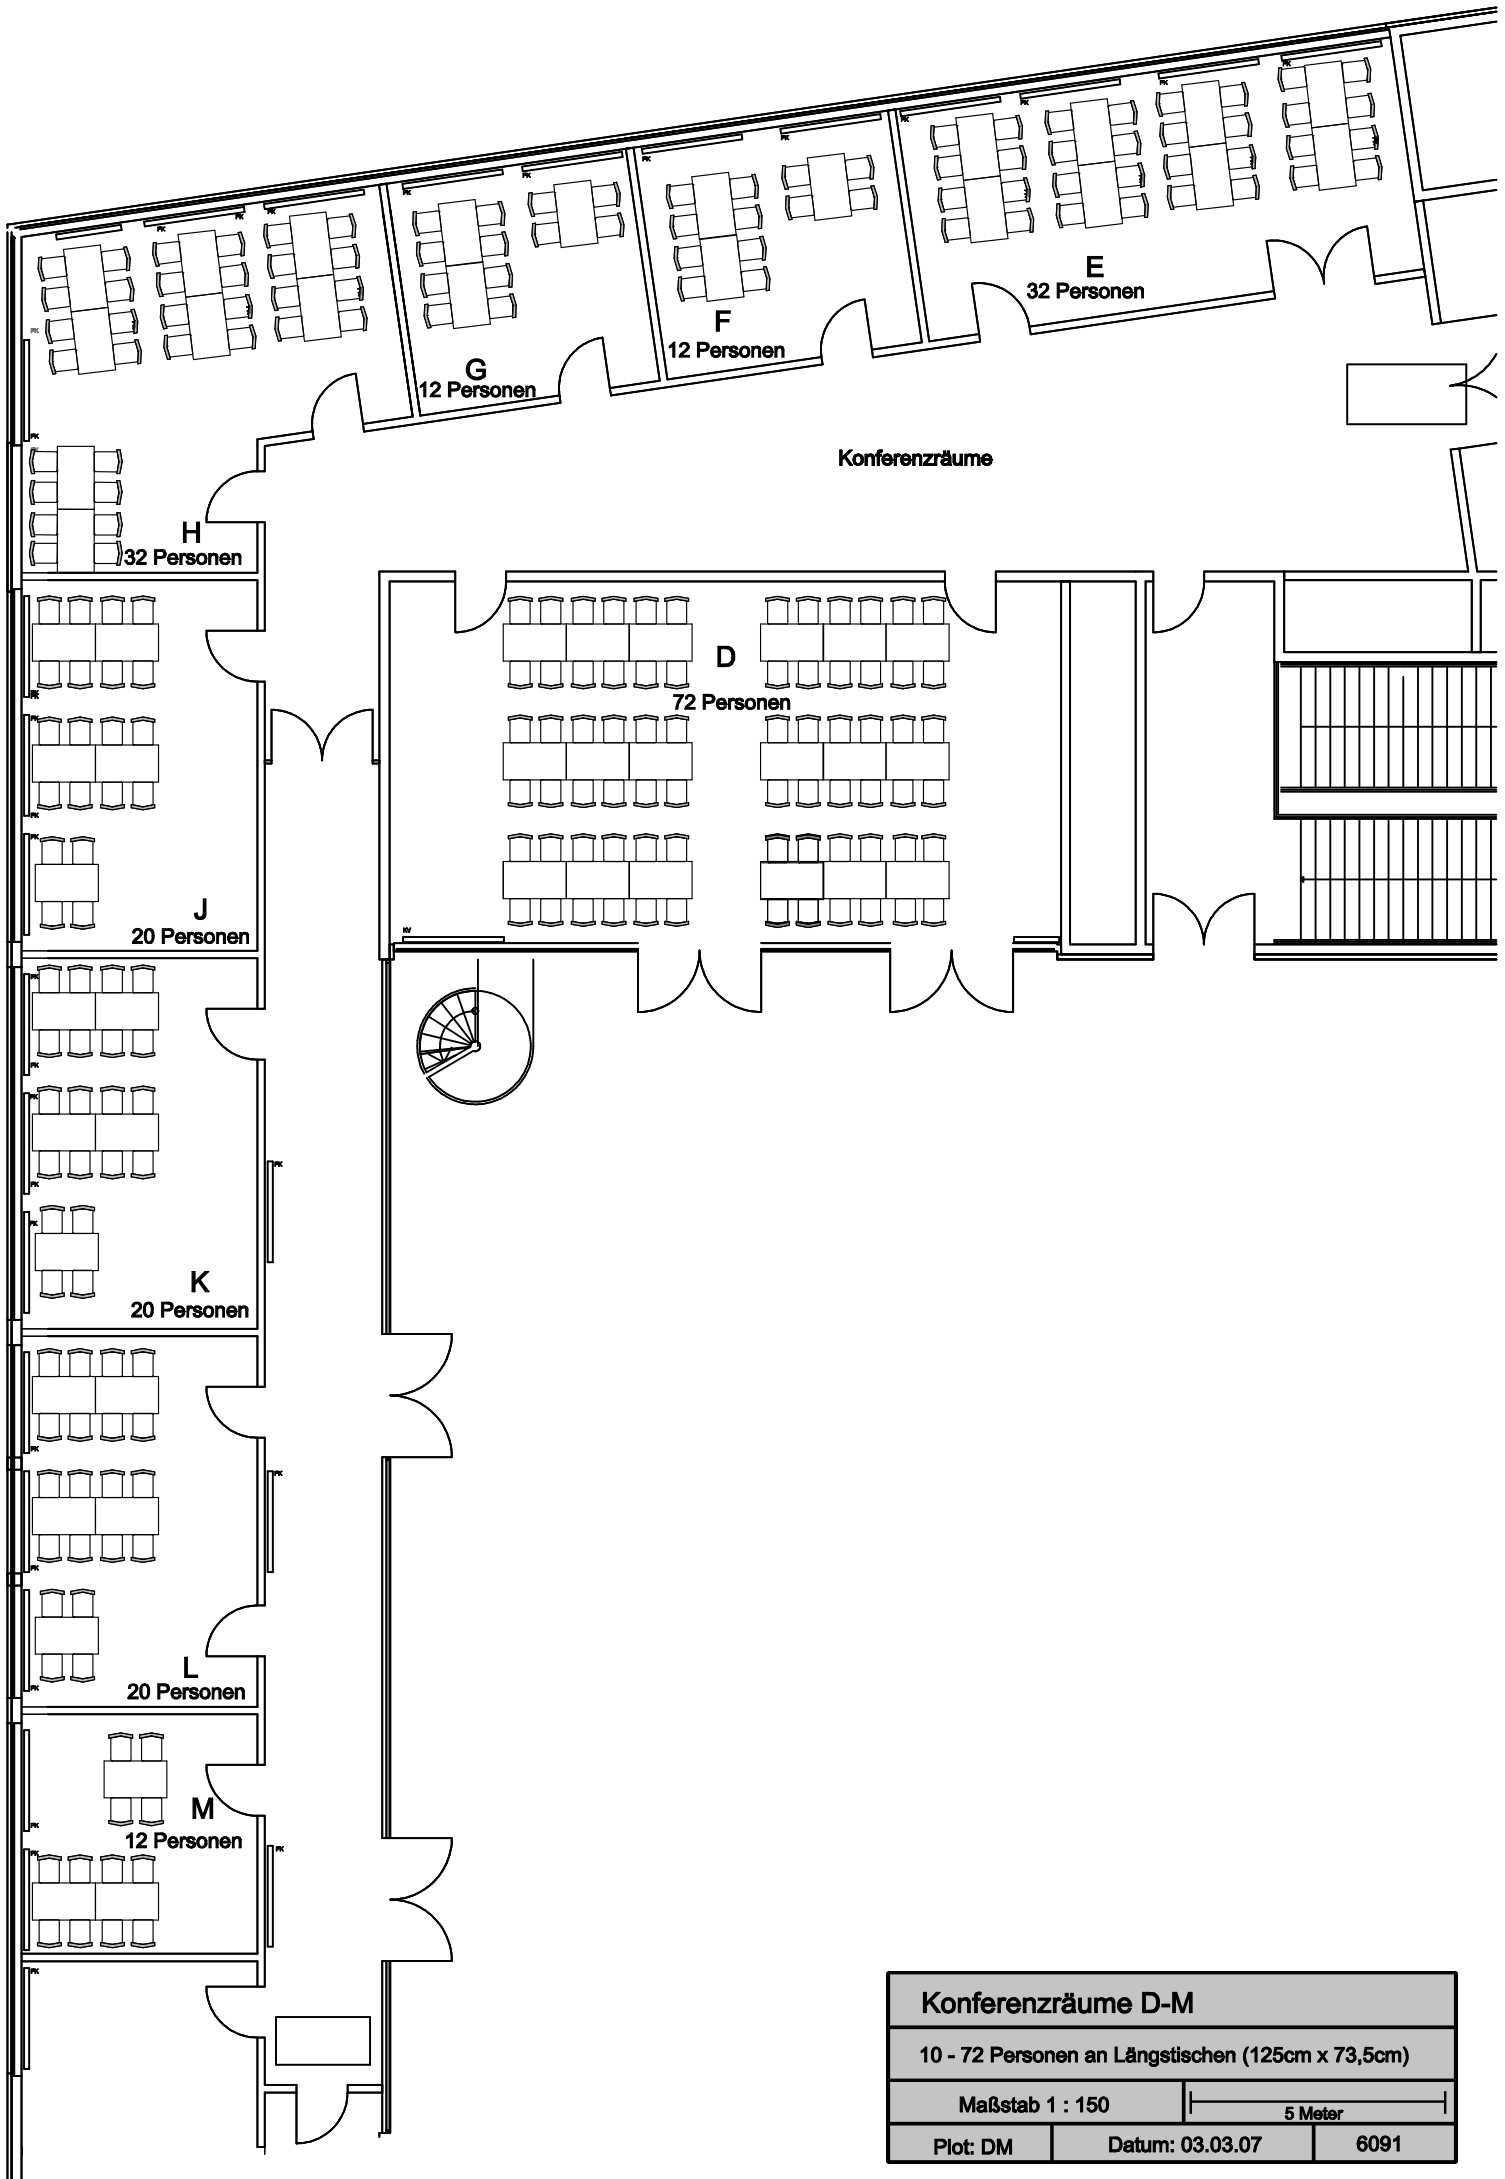 E
32 Personen
F
12 Personen
G
12 Personen
Konferenzräume
H
32 Personen
D
72 Personen
J
20 Personen
KV
K
20 Personen
L
20 Personen
M
12 Personen
Konferenzräume D-M
10 - 72 Personen an Längstischen (125cm x 73,5cm)
Maßstab 1 : 150
5 Meter
Plot: DM
Datum: 03.03.07
6091